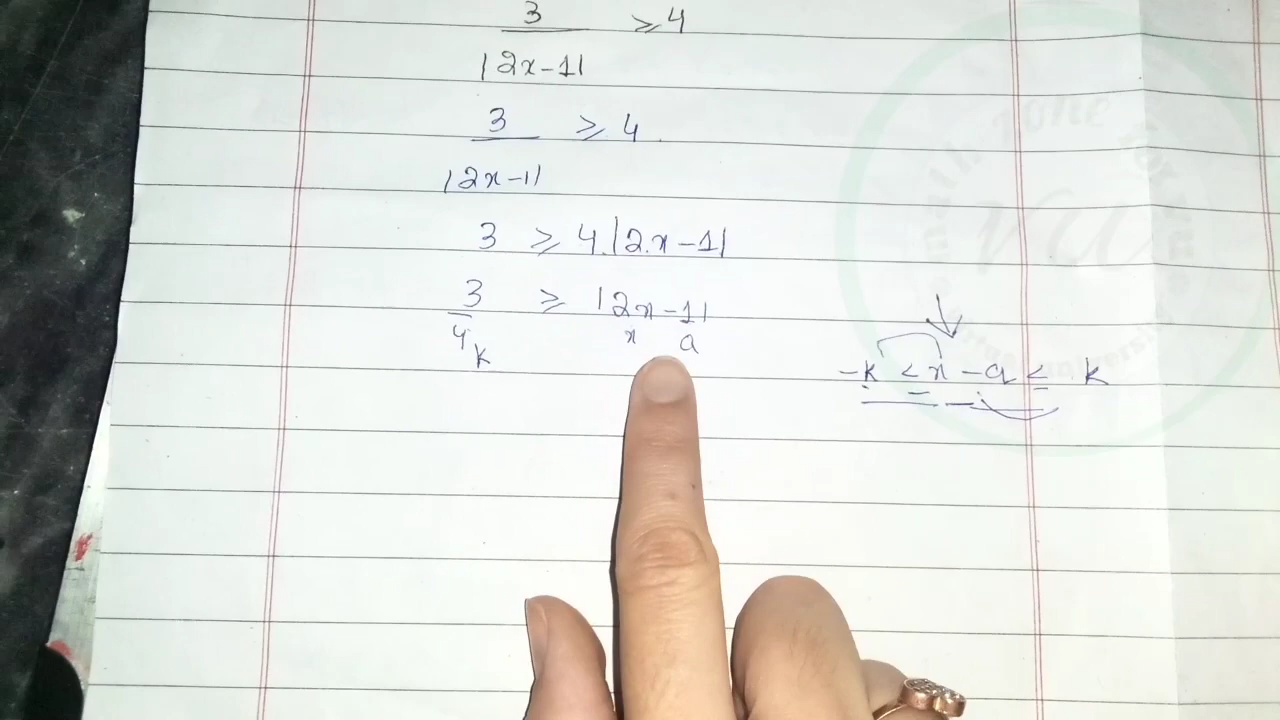 3 ≥ 4
|2x-1|
3 ≥ 4
|2x-1|
3 ≥ 4.|2x-1|
3 ≥ |2x-1|
4 x a
k
-k ≤ x - a ≤ k